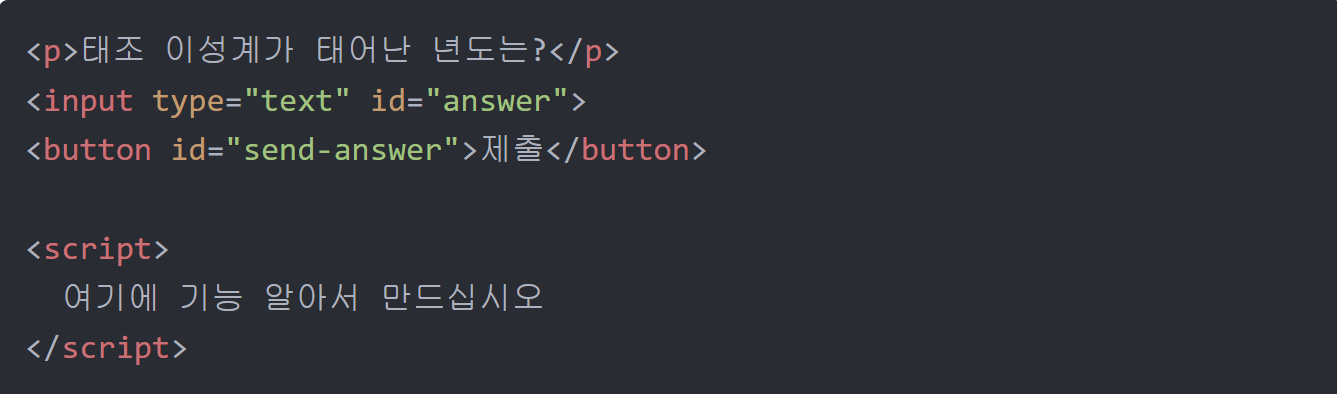 <p>태조 이성계가 태어난 년도는?</p>
<input type="text" id="answer">
<button id="send-answer">제출</button>
<script>
여기에 기능 알아서 만드십시오
</script>